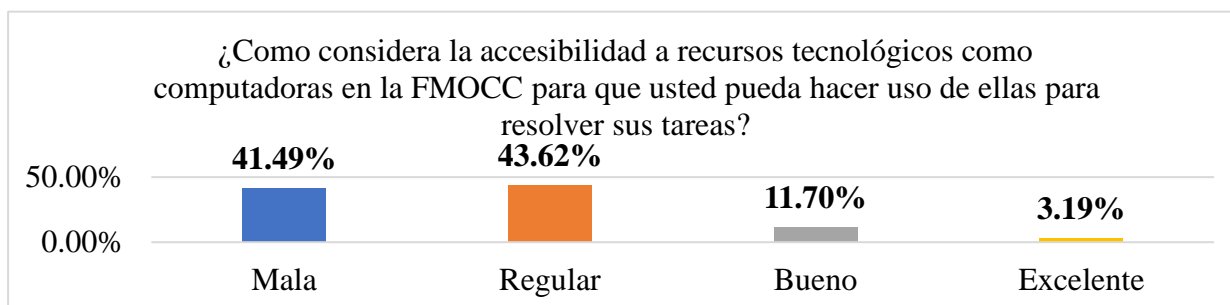 ¿Como considera la accesibilidad a recursos tecnológicos como
computadoras en la FMOCC para que usted pueda hacer uso de ellas para
resolver sus tareas?
41.49%
43.62%
11.70%
3.19%
50.00%
0.00%
Mala
Regular
Bueno
Excelente